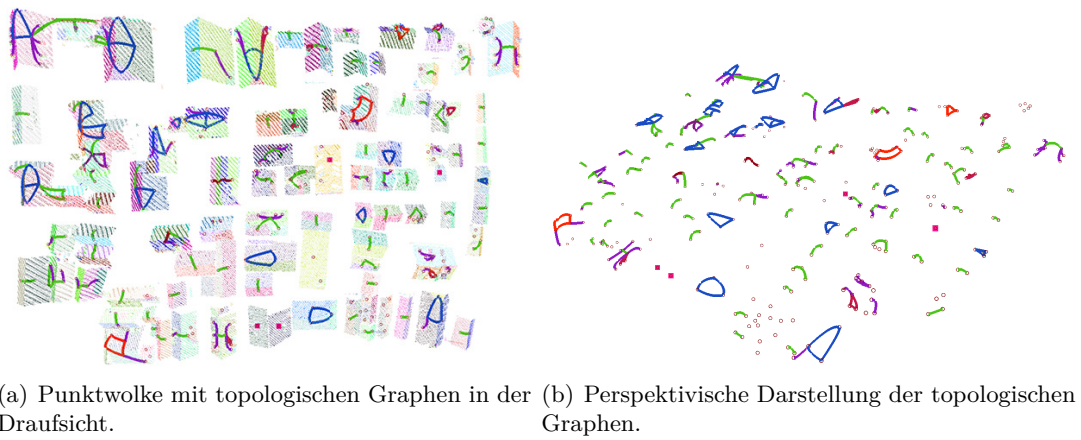 (a) Punktwolke mit topologischen Graphen in der Draufsicht.
(b) Perspektivische Darstellung der topologischen Graphen.